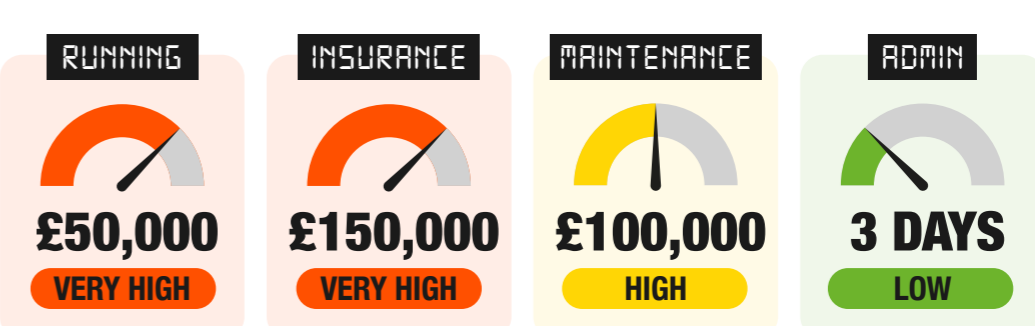 RUNNING
INSURANCE
MAINTENANCE
ADMIN
£50,000
£150,000
£100,000
3 DAYS
VERY HIGH
VERY HIGH
HIGH
LOW